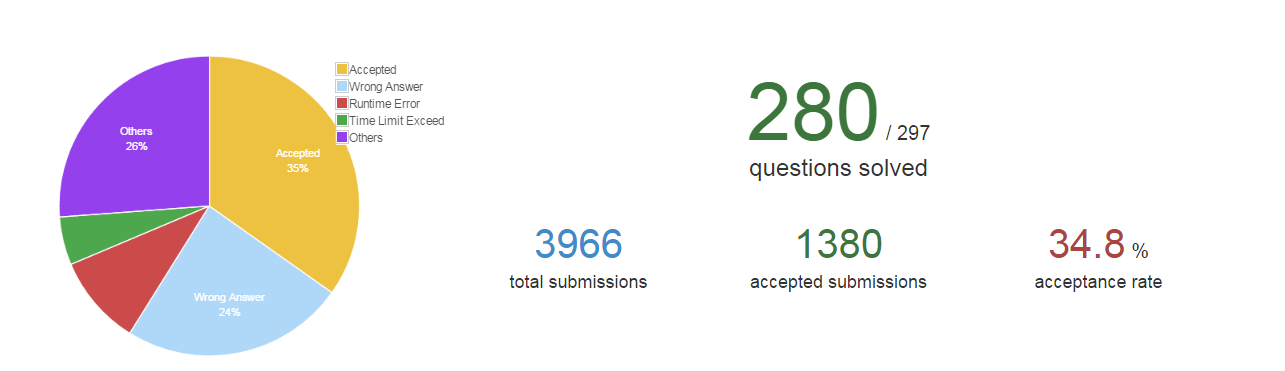 Accepted
Wrong Answer
Runtime Error
Time Limit Exceed
Others
Others
26%
Accepted
35%
Wrong Answer
24%
280 / 297
questions solved
3966
total submissions
1380
accepted submissions
34.8 %
acceptance rate